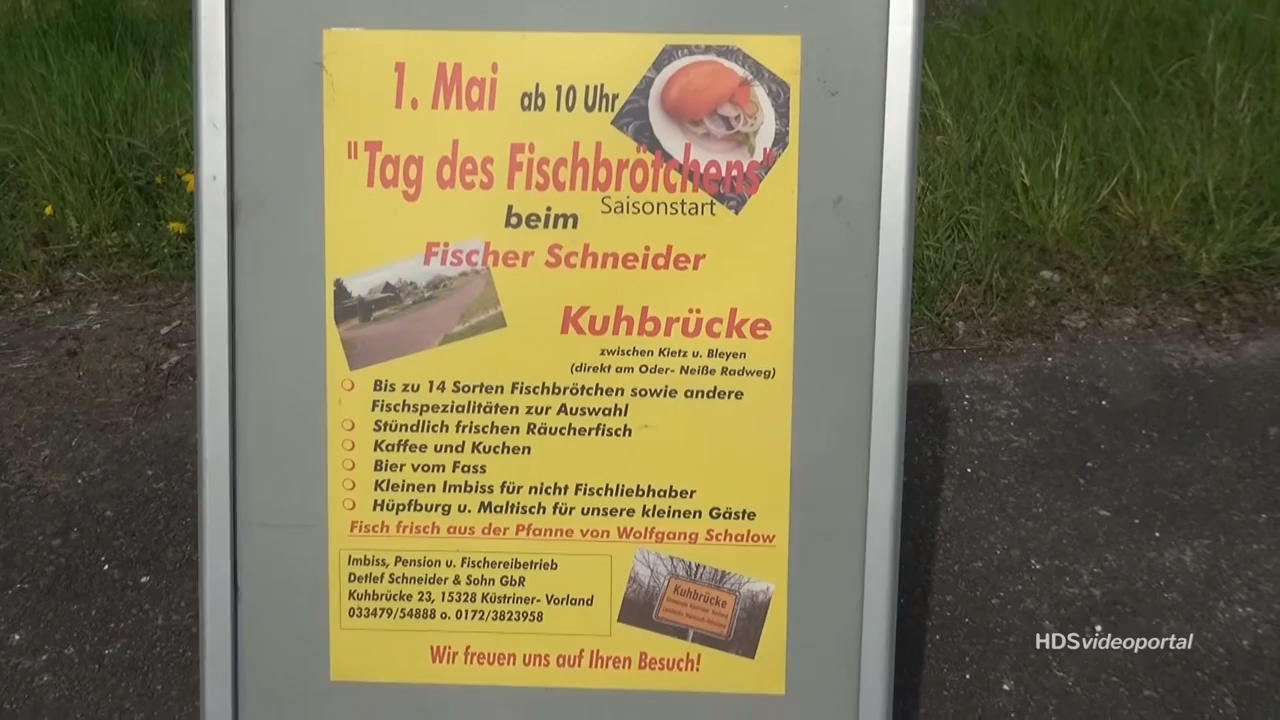 1. Mai ab 10 Uhr
"Tag des Fischbrötchens"
Saisonstart
beim
Fischer Schneider
Kuhbrücke
zwischen Kietz u. Bleyen
(direkt am Oder- Neiße Radweg)
Bis zu 14 Sorten Fischbrötchen sowie andere
Fischspezialitäten zur Auswahl
Stündlich frischen Räucherfisch
Kaffee und Kuchen
Bier vom Fass
Kleinen Imbiss für nicht Fischliebhaber
Hüpfburg u. Maltisch für unsere kleinen Gäste
Fisch frisch aus der Pfanne von Wolfgang Schalow
Imbiss, Pension u. Fischereibetrieb
Detlef Schneider & Sohn GbR
Kuhbrücke 23, 15328 Küstriner- Vorland
033479/54888 o. 0172/3823958
Kuhbrücke
Wir freuen uns auf Ihren Besuch!
HDSvideoportal